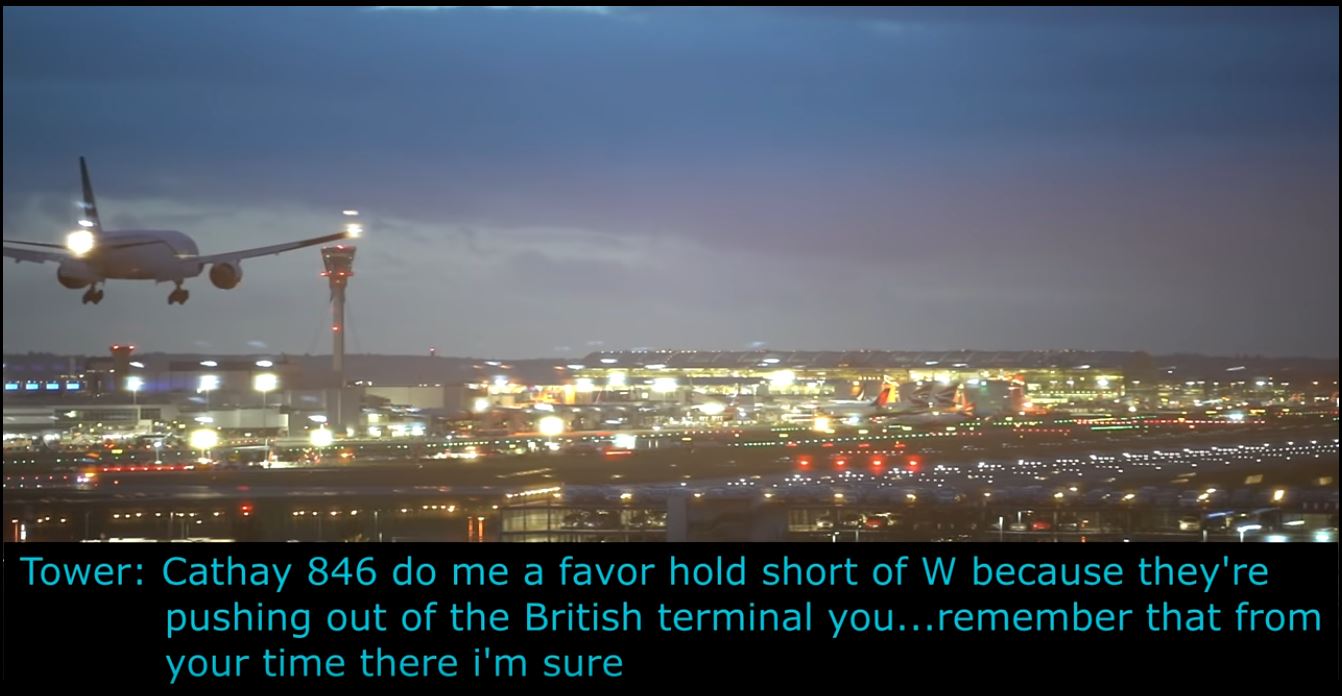 Tower: Cathay 846 do me a favor hold short of W because they're
pushing out of the British terminal you...remember that from
your time there i'm sure